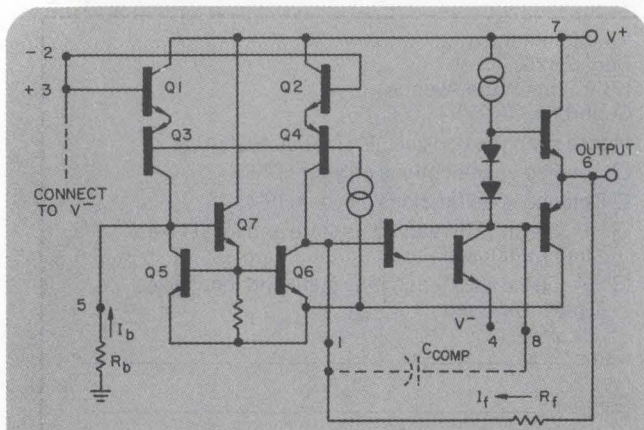 7
V+
- 2
+ 3
Q1
Q2
Q3
Q4
OUTPUT
6
CONNECT
TO V-
Q7
Q5
Q6
5
Ib
V-
4
1
8
Rb
CCOMP
If
Rf